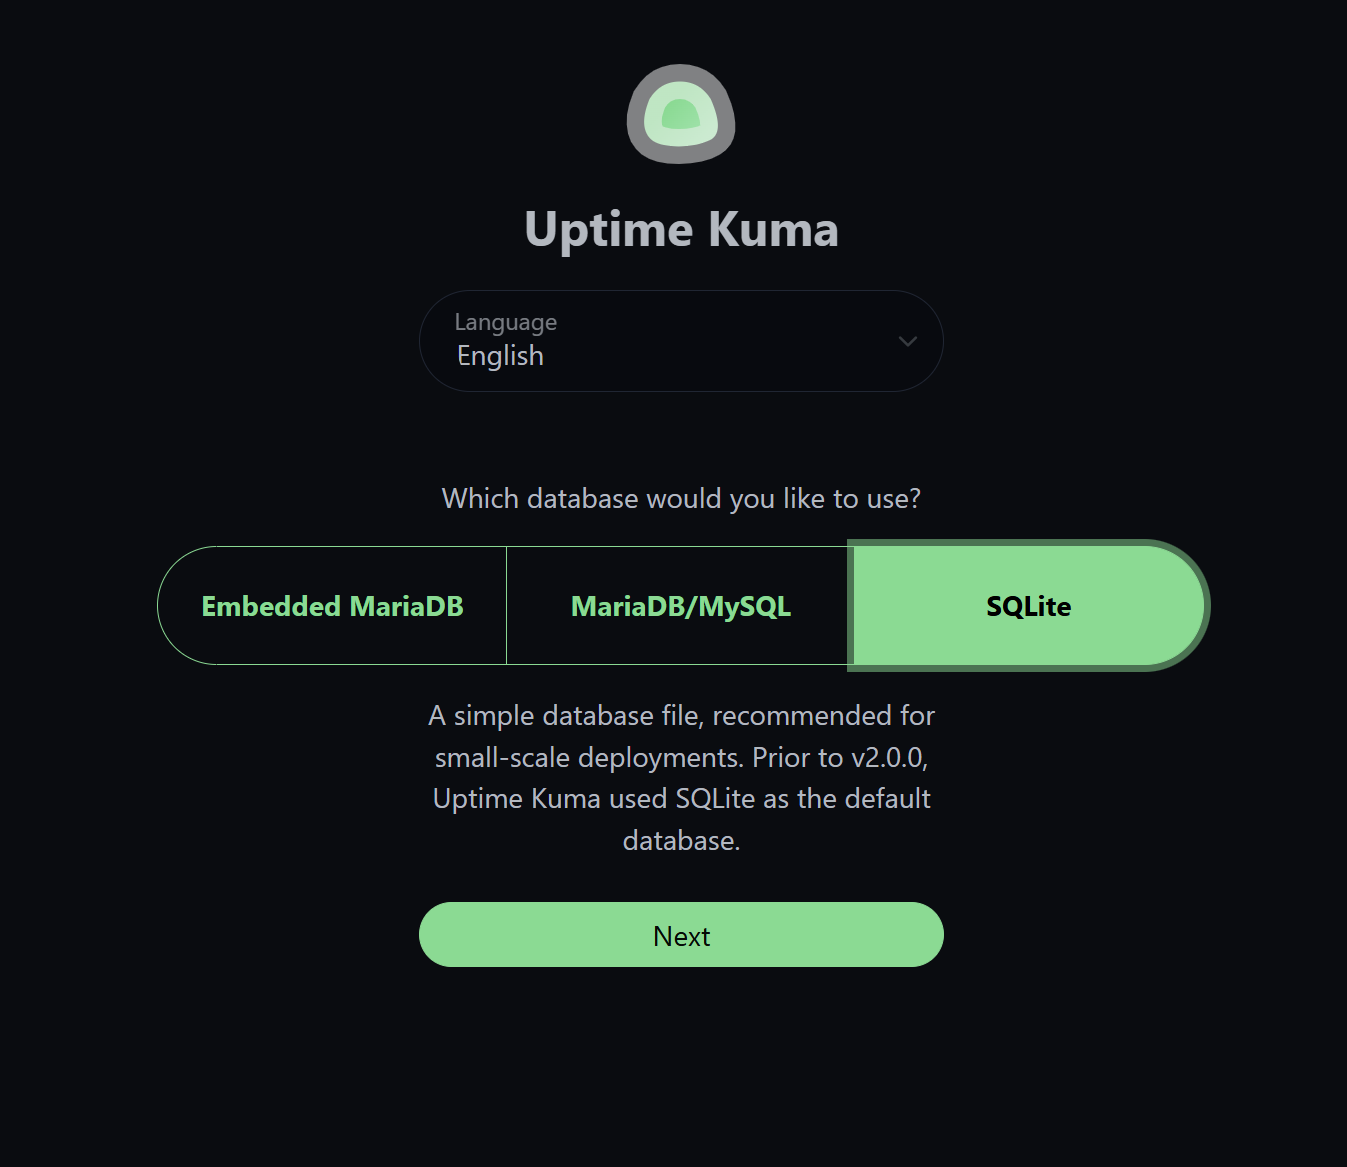 Uptime Kuma
Language
English
Which database would you like to use?
Embedded MariaDB
MariaDB/MySQL
SQLite
A simple database file, recommended for
small-scale deployments. Prior to v2.0.0,
Uptime Kuma used SQLite as the default
database.
Next